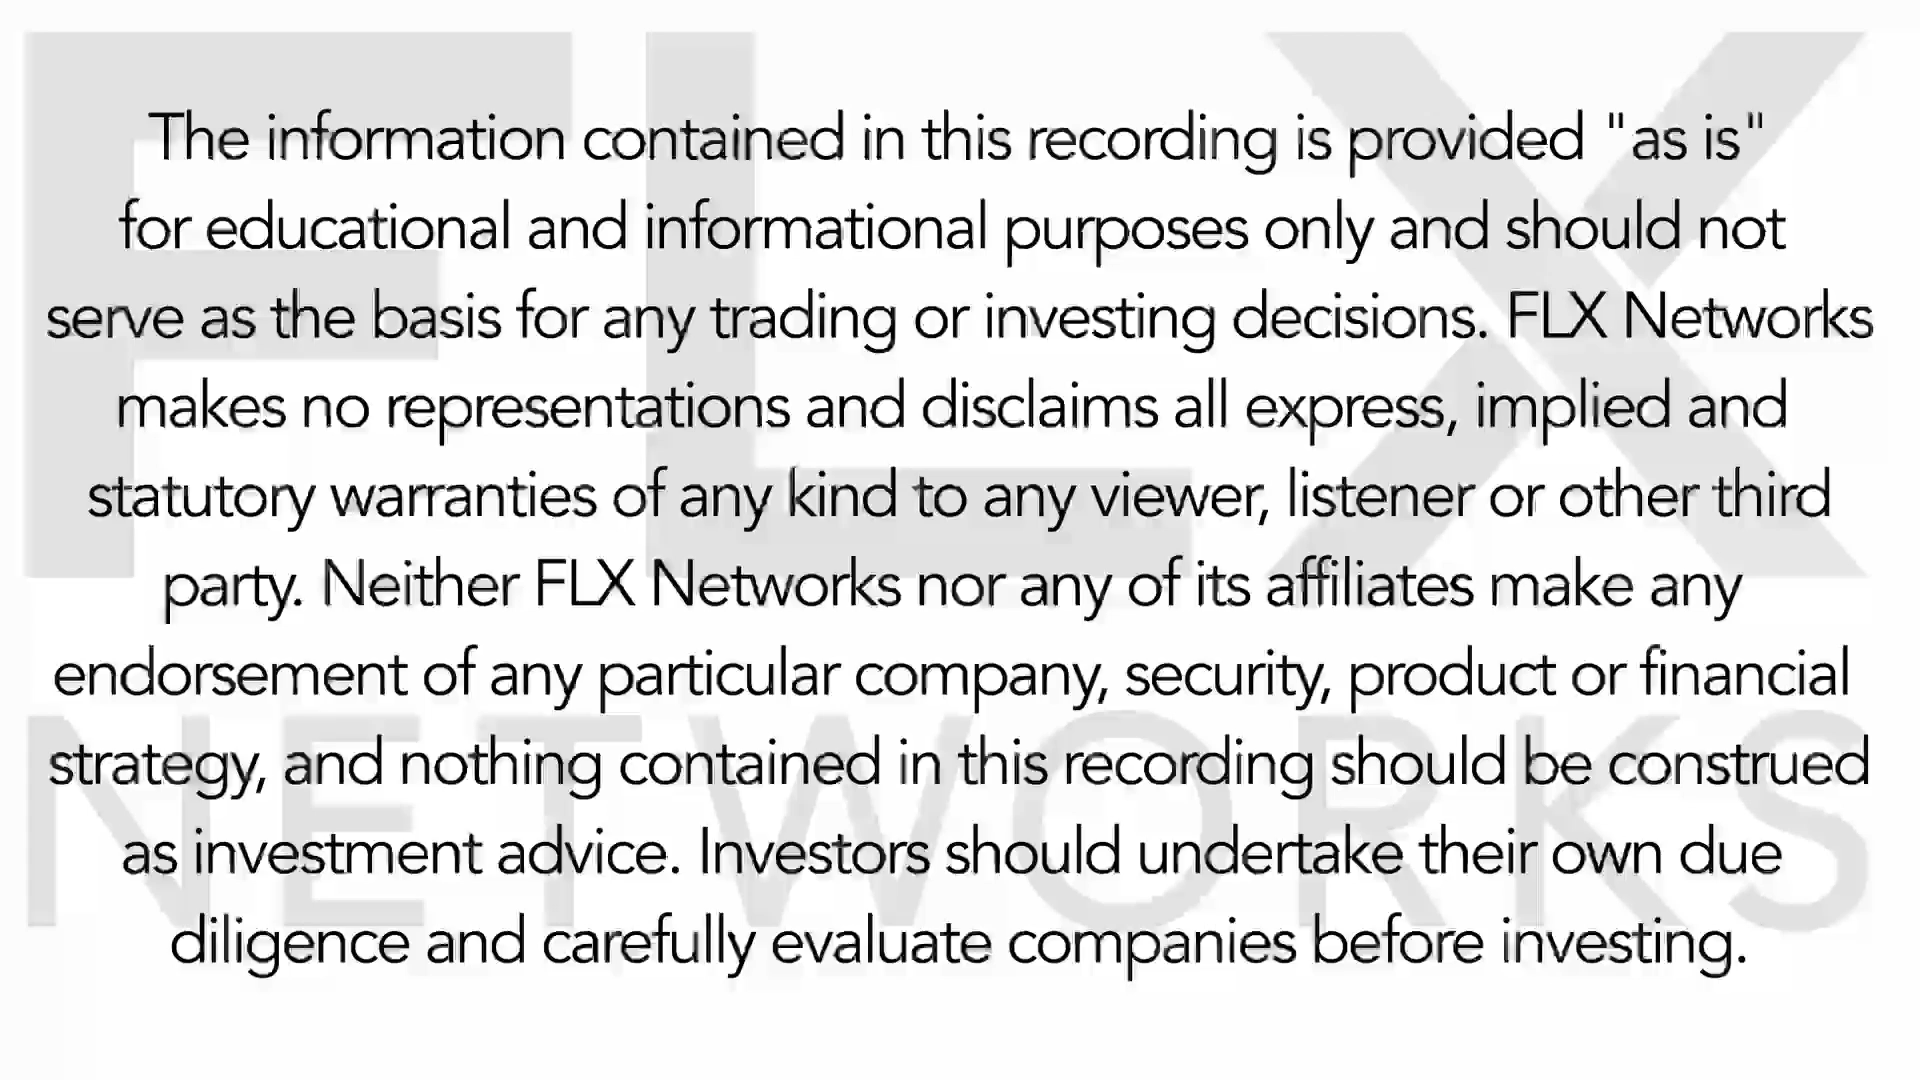 FLX
NETWORKS
The information contained in this recording is provided "as is"
for educational and informational purposes only and should not
serve as the basis for any trading or investing decisions. FLX Networks
makes no representations and disclaims all express, implied and
statutory warranties of any kind to any viewer, listener or other third
party. Neither FLX Networks nor any of its affiliates make any
endorsement of any particular company, security, product or financial
strategy, and nothing contained in this recording should be construed
as investment advice. Investors should undertake their own due
diligence and carefully evaluate companies before investing.